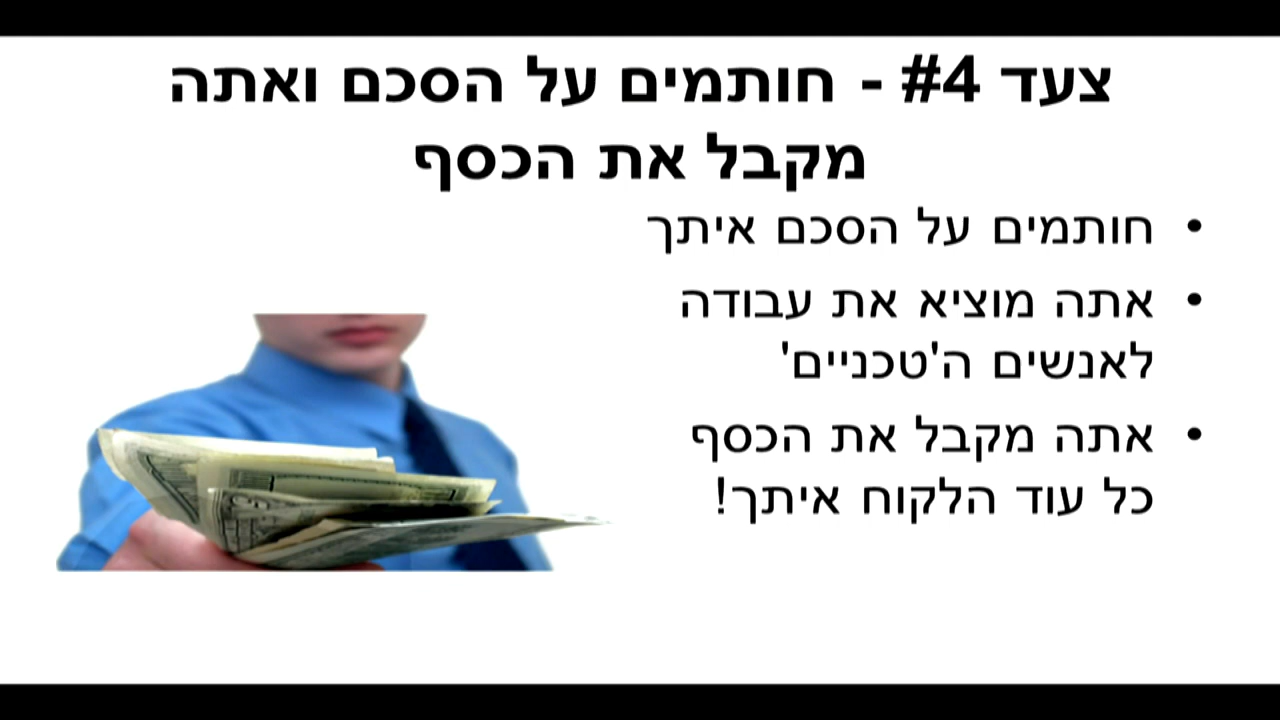 צעד #4 - חותמים על הסכם ואתה
מקבל את הכסף
• חותמים על הסכם איתך
• אתה מוציא את עבודה
לאנשים ה'טכניים'
• אתה מקבל את הכסף
כל עוד הלקוח איתך!